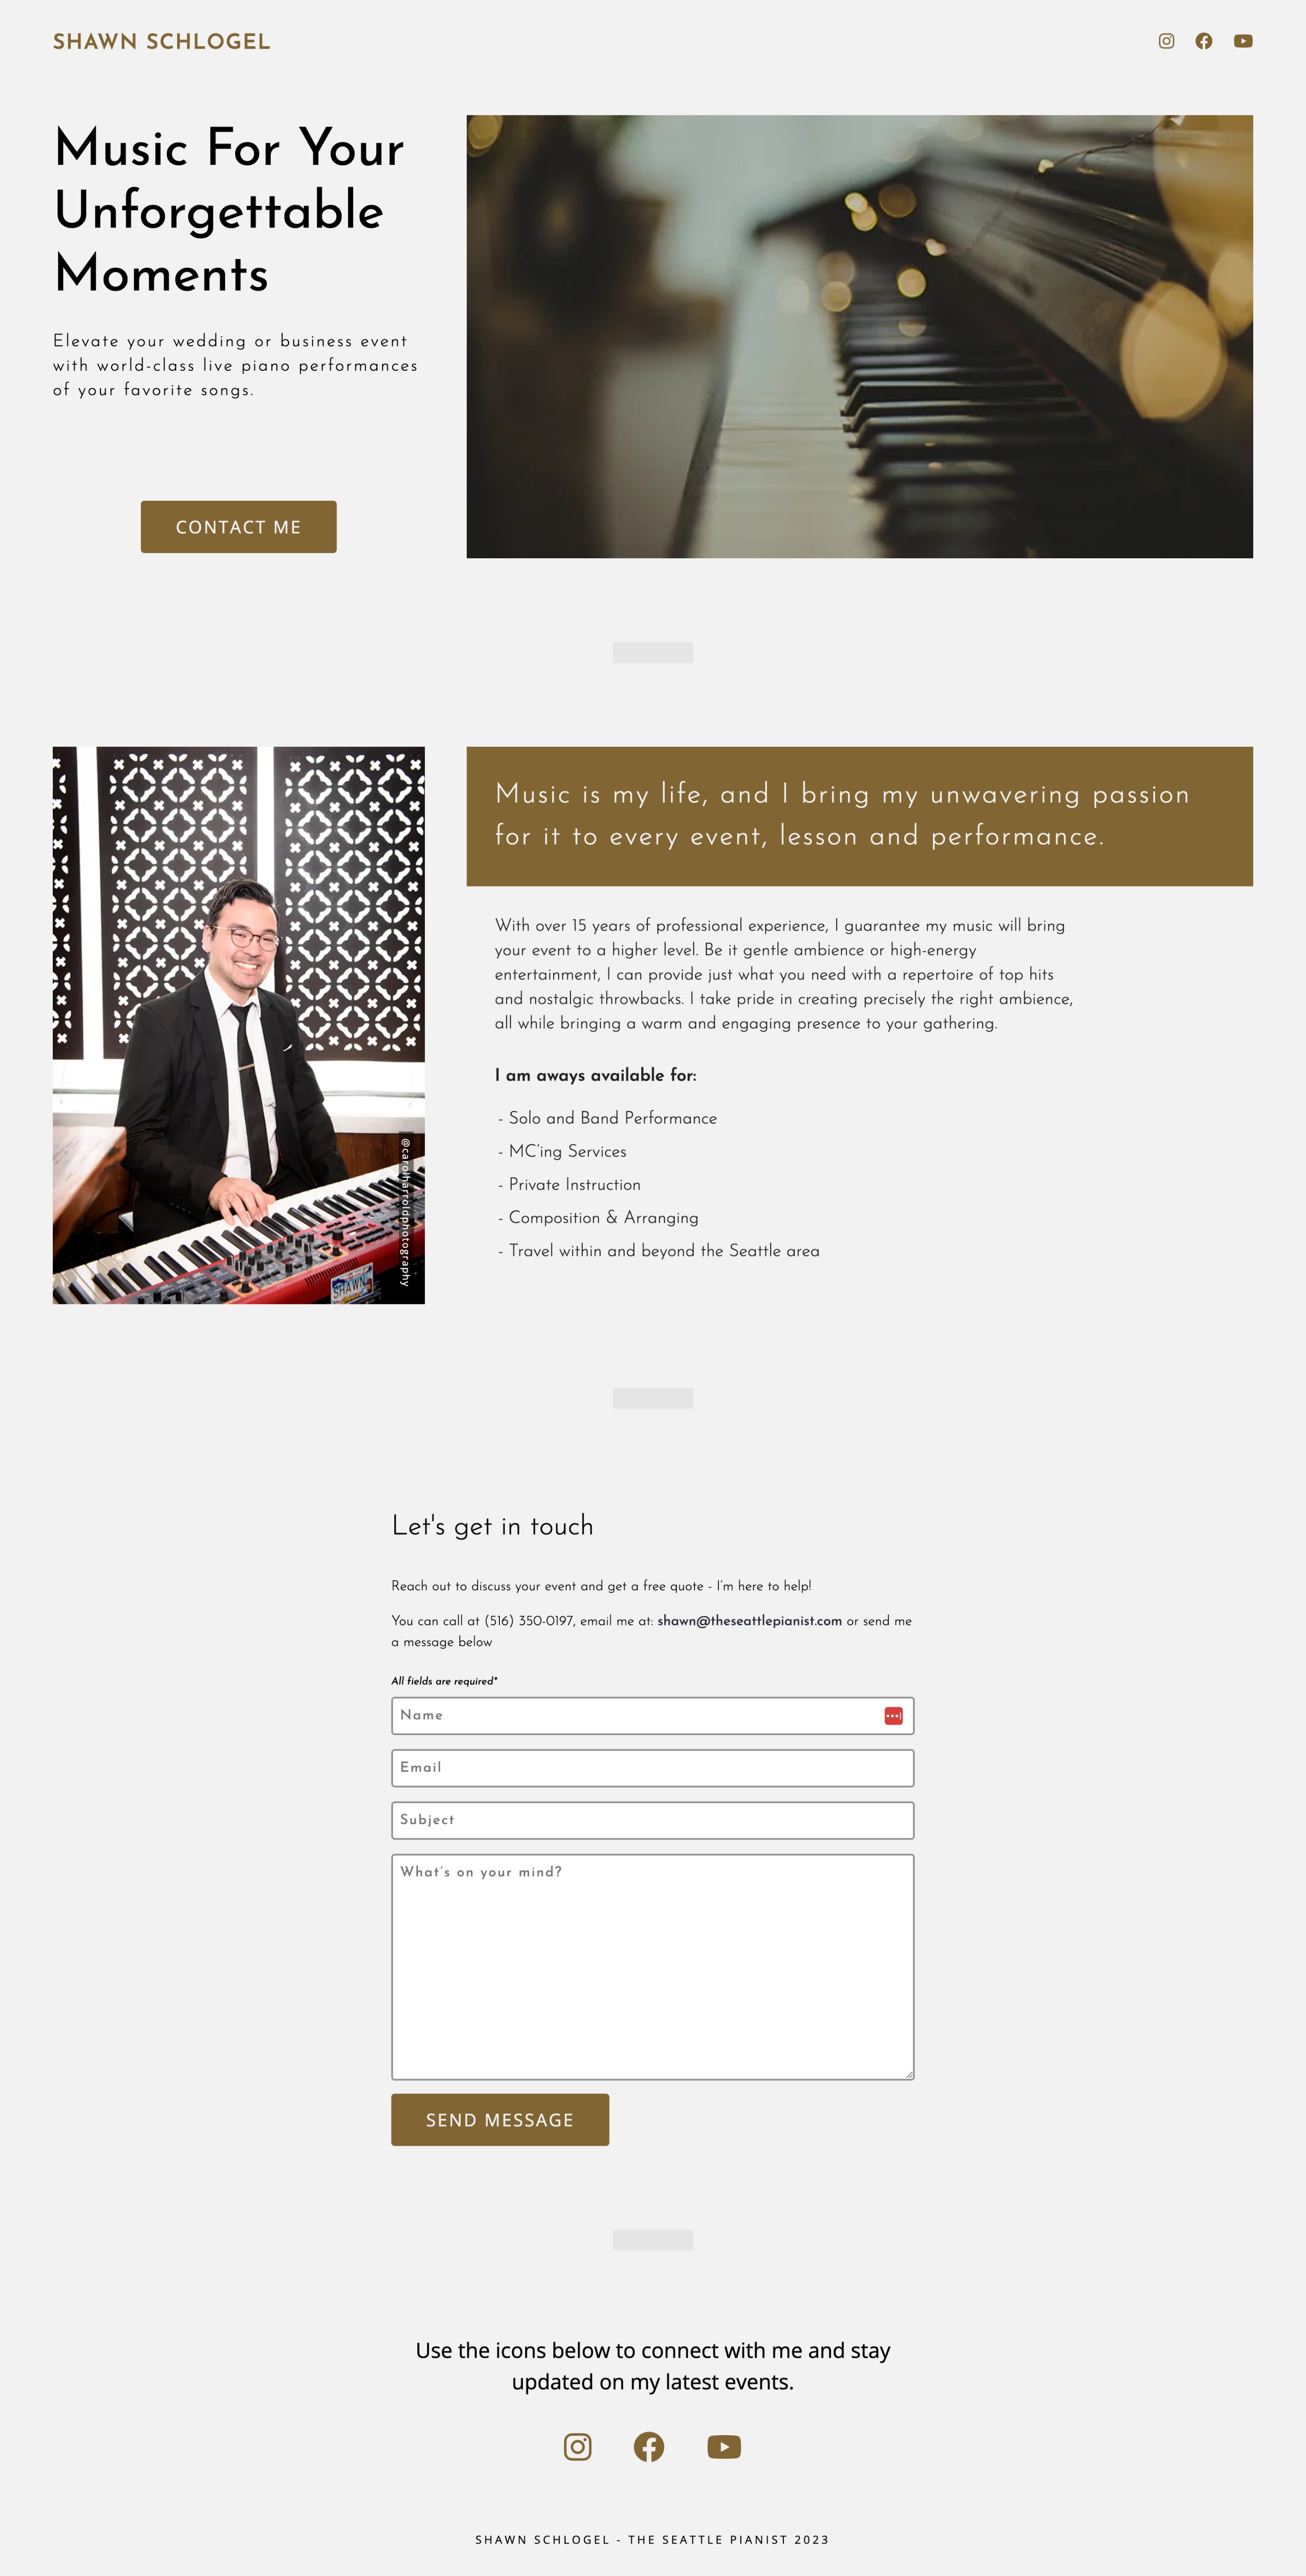 SHAWN SCHLOGEL
Music For Your
Unforgettable
Moments
Elevate your wedding or business event
with world-class live piano performances
of your favorite songs.
CONTACT ME
Music is my life, and I bring my unwavering passion
for it to every event, lesson and performance.
With over 15 years of professional experience, I guarantee my music will bring
your event to a higher level. Be it gentle ambience or high-energy
entertainment, I can provide just what you need with a repertoire of top hits
and nostalgic throwbacks. I take pride in creating precisely the right ambience,
all while bringing a warm and engaging presence to your gathering.
I am aways available for:
- Solo and Band Performance
- MC'ing Services
- Private Instruction
- Composition & Arranging
- Travel within and beyond the Seattle area
@carolharroldphotography
SHAWN
Let's get in touch
Reach out to discuss your event and get a free quote - I'm here to help!
You can call at (516) 350-0197, email me at: shawn@theseattlepianist.com or send me
a message below
All fields are required*
Name
Email
Subject
What's on your mind?
SEND MESSAGE
Use the icons below to connect with me and stay
updated on my latest events.
SHAWN SCHLOGEL - THE SEATTLE PIANIST 2023